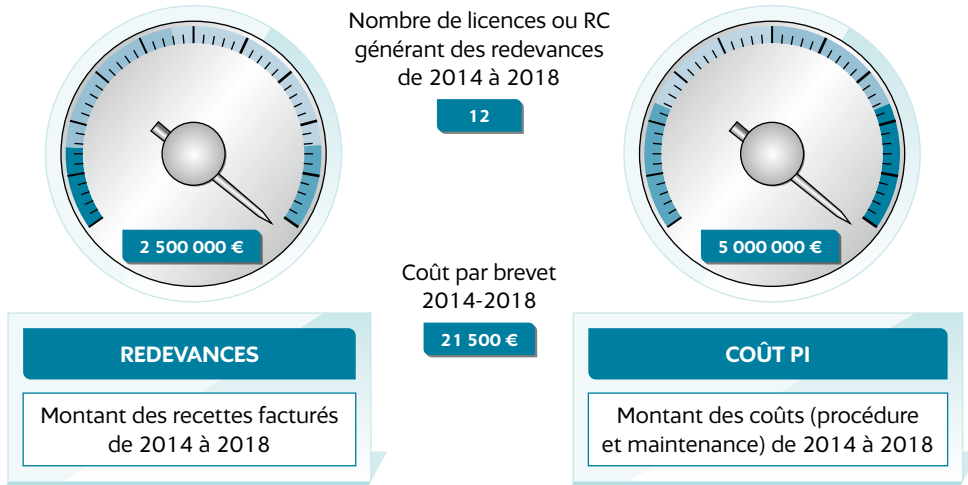 Nombre de licences ou RC
générant des redevances
de 2014 à 2018
12
2 500 000 €
5 000 000 €
Coût par brevet
2014-2018
21 500 €
REDEVANCES
Montant des recettes facturés
de 2014 à 2018
COÛT PI
Montant des coûts (procédure
et maintenance) de 2014 à 2018